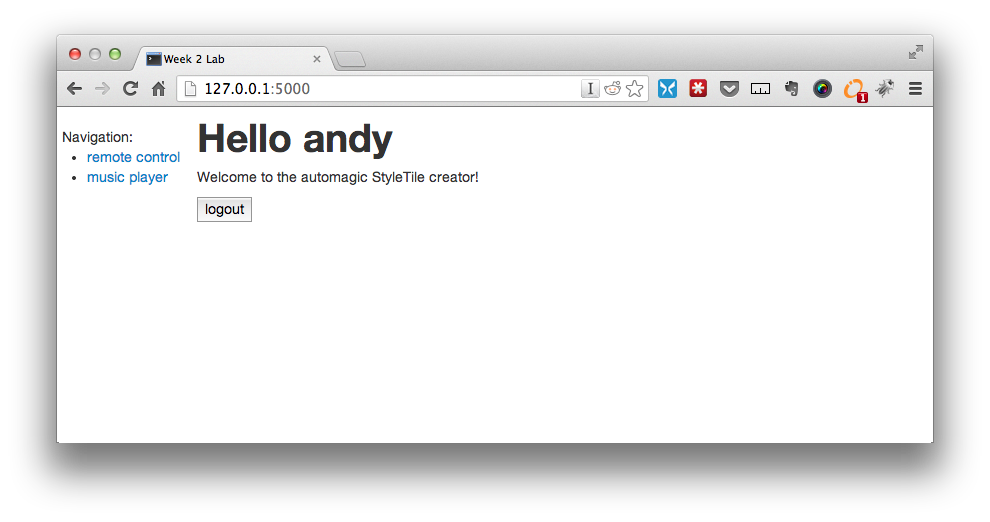 Week 2 Lab
127.0.0.1:5000
I
1
Navigation:
remote control
music player
Hello andy
Welcome to the automagic StyleTile creator!
logout